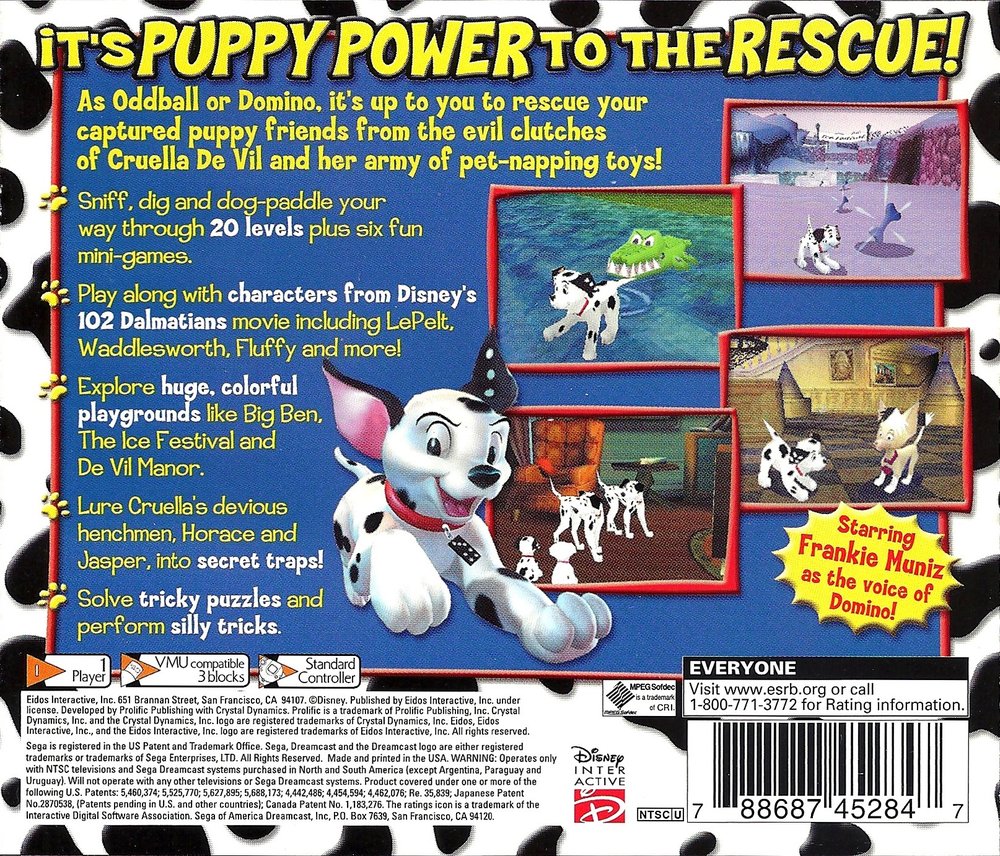 iT'S PUPPY POWER TO THE RESCUE!
As Oddball or Domino, it's up to you to rescue your
captured puppy friends from the evil clutches
of Cruella De Vil and her army of pet-napping toys!
Sniff, dig and dog-paddle your
way through 20 levels plus six fun
mini-games.
Play along with characters from Disney's
102 Dalmatians movie including LePelt,
Waddlesworth, Fluffy and more!
Explore huge, colorful
playgrounds like Big Ben,
The Ice Festival and
De Vil Manor.
Lure Cruella's devious
henchmen, Horace and
Jasper, into secret traps!
Solve tricky puzzles and
perform silly tricks.
Starring
Frankie Muniz
as the voice of
Domino!
1
Player
VMU compatible
3 blocks
Standard
Controller
Eidos Interactive, Inc. 651 Brannan Street, San Francisco, CA 94107. ©Disney. Published by Eidos Interactive, Inc. under
license. Developed by Prolific Publishing with Crystal Dynamics. Prolific is a trademark of Prolific Publishing, Inc. Crystal
Dynamics, Inc. and the Crystal Dynamics, Inc. logo are registered trademarks of Crystal Dynamics, Inc. Eidos, Eidos
Interactive, Inc., and the Eidos Interactive, Inc. logo are registered trademarks of Eidos Interactive, Inc. All rights reserved.
Sega is registered in the US Patent and Trademark Office. Sega, Dreamcast and the Dreamcast logo are either registered
trademarks or trademarks of Sega Enterprises, LTD. All Rights Reserved. Made and printed in the USA. WARNING: Operates only
with NTSC televisions and Sega Dreamcast systems purchased in North and South America (except Argentina, Paraguay and
Uruguay). Will not operate with any other televisions or Sega Dreamcast systems. Product covered under one or more of the
following U.S. Patents: 5,460,374; 5,525,770; 5,627,895; 5,688,173; 4,442,486; 4,454,594; 4,462,076; Re. 35,839; Japanese Patent
No.2870538, (Patents pending in U.S. and other countries); Canada Patent No. 1,183,276. The ratings icon is a trademark of the
Interactive Digital Software Association. Sega of America Dreamcast, Inc, P.O. Box 7639, San Francisco, CA 94120.
MPEG Sofdec
is a trademark
of CRI.
MPEG Sofdec
EVERYONE
Visit www.esrb.org or call
1-800-771-3772 for Rating information.
Disney
INTER
ACTIVE
D
NTSC U
7 88687 45284 7